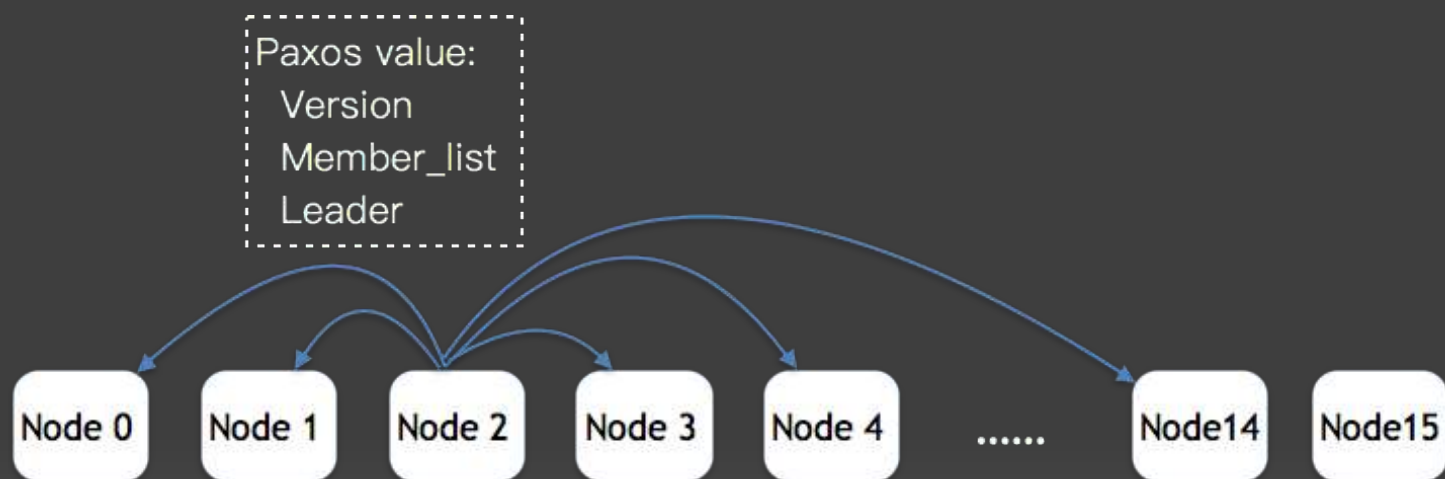 Paxos value:
Version
Member_list
Leader
Node 0
Node 1
Node 2
Node 3
Node 4
......
Node14
Node15